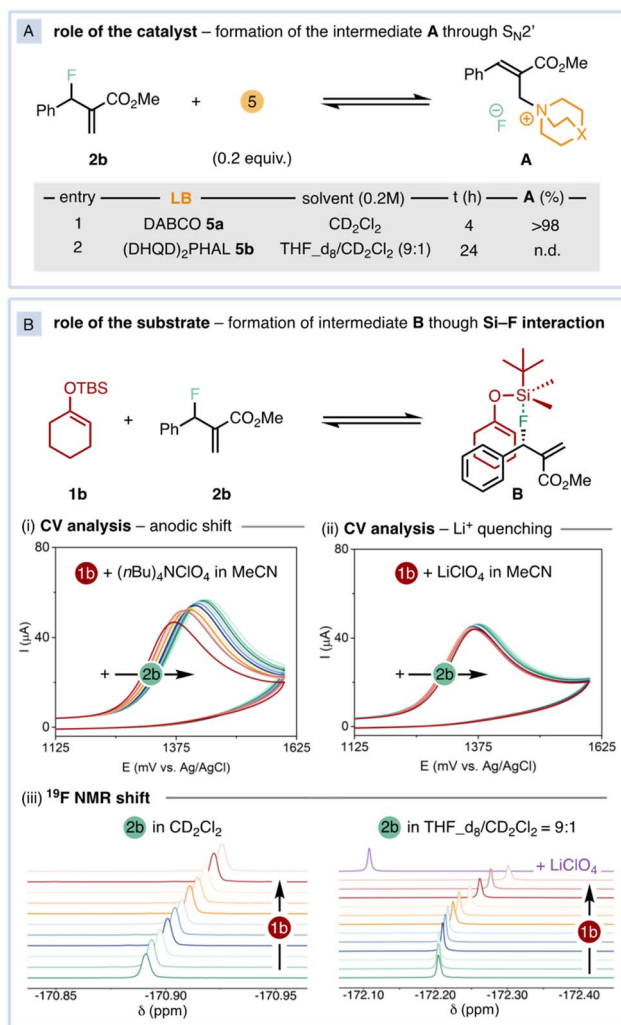 A role of the catalyst – formation of the intermediate A through SN2'
F
Ph CO2Me
2b
+
5
(0.2 equiv.)
Ph CO2Me
N
⊕
⊖
F
X
A
entry LB solvent (0.2M) t (h) A (%)
1 DABCO 5a CD2Cl2 4 >98
2 (DHQD)2PHAL 5b THF_d8/CD2Cl2 (9:1) 24 n.d.
B role of the substrate – formation of intermediate B though Si–F interaction
OTBS
1b
+
F
Ph CO2Me
2b
O Si
F
CO2Me
B
(i) CV analysis – anodic shift
80
40
0
I (μA)
1b + (nBu)4NClO4 in MeCN
+ 2b
1125 1375 1625
E (mV vs. Ag/AgCl)
(ii) CV analysis – Li+ quenching
80
40
0
I (μA)
1b + LiClO4 in MeCN
+ 2b
1125 1375 1625
E (mV vs. Ag/AgCl)
(iii) 19F NMR shift
2b in CD2Cl2
1b
-170.85 -170.90 -170.95
δ (ppm)
2b in THF_d8/CD2Cl2 = 9:1
+ LiClO4
1b
-172.10 -172.20 -172.30 -172.40
δ (ppm)